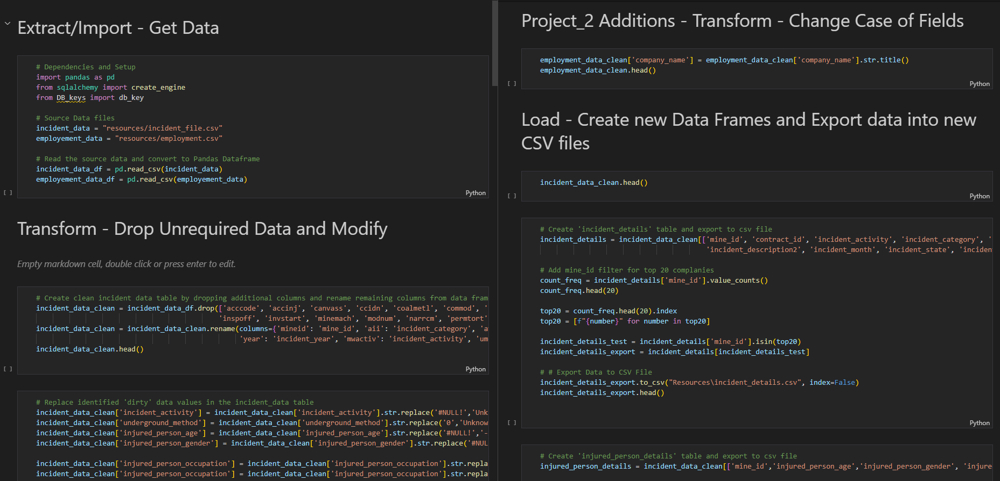 Extract/Import - Get Data
# Dependencies and Setup
import pandas as pd
from sqlalchemy import create_engine
from DB_keys import db_key
# Source Data files
incident_data = "resources/incident_file.csv"
employement_data = "resources/employment.csv"
# Read the source data and convert to Pandas Dataframe
incident_data_df = pd.read_csv(incident_data)
employement_data_df = pd.read_csv(employement_data)
[ ]
Python
Transform - Drop Unrequired Data and Modify
Empty markdown cell, double click or press enter to edit.
# Create clean incident data table by dropping additional columns and rename remaining columns from data fram
incident_data_clean = incident_data_df.drop(['acccode', 'accinj', 'canvass', 'ccidn', 'coalmetl', 'commod', '
'inspoff', 'invstart', 'minemach', 'modnum', 'narrcm', 'permtort'
incident_data_clean = incident_data_clean.rename(columns={'mineid': 'mine_id', 'aii': 'incident_category', 'a
'year': 'incident_year', 'mwactiv': 'incident_activity', 'um
incident_data_clean.head()
[ ]
Python
# Replace identified 'dirty' data values in the incident_data table
incident_data_clean['incident_activity'] = incident_data_clean['incident_activity'].str.replace('#NULL!','Unk
incident_data_clean['underground_method'] = incident_data_clean['underground_method'].str.replace('0','Unknow
incident_data_clean['injured_person_age'] = incident_data_clean['injured_person_age'].str.replace('#NULL!','-
incident_data_clean['injured_person_gender'] = incident_data_clean['injured_person_gender'].str.replace('#NUL
incident_data_clean['injured_person_occupation'] = incident_data_clean['injured_person_occupation'].str.repla
incident_data_clean['injured_person_occupation'] = incident_data_clean['injured_person_occupation'].str.repla
Project_2 Additions - Transform - Change Case of Fields
employment_data_clean['company_name'] = employment_data_clean['company_name'].str.title()
employment_data_clean.head()
[ ]
Python
Load - Create new Data Frames and Export data into new
CSV files
incident_data_clean.head()
[ ]
Python
# Create 'incident_details' table and export to csv file
incident_details = incident_data_clean[['mine_id', 'contract_id', 'incident_activity', 'incident_category', '
'incident_description2', 'incident_month', 'incident_state', 'inciden
# Add mine_id filter for top 20 complanies
count_freq = incident_details['mine_id'].value_counts()
count_freq.head(20)
top20 = count_freq.head(20).index
top20 = [f"{number}" for number in top20]
incident_details_test = incident_details['mine_id'].isin(top20)
incident_details_export = incident_details[incident_details_test]
# # Export Data to CSV File
incident_details_export.to_csv("Resources\incident_details.csv", index=False)
incident_details_export.head()
[ ]
Python
# Create 'injured_person_details' table and export to csv file
injured_person_details = incident_data_clean[['mine_id','injured_person_age','injured_person_gender', 'injure